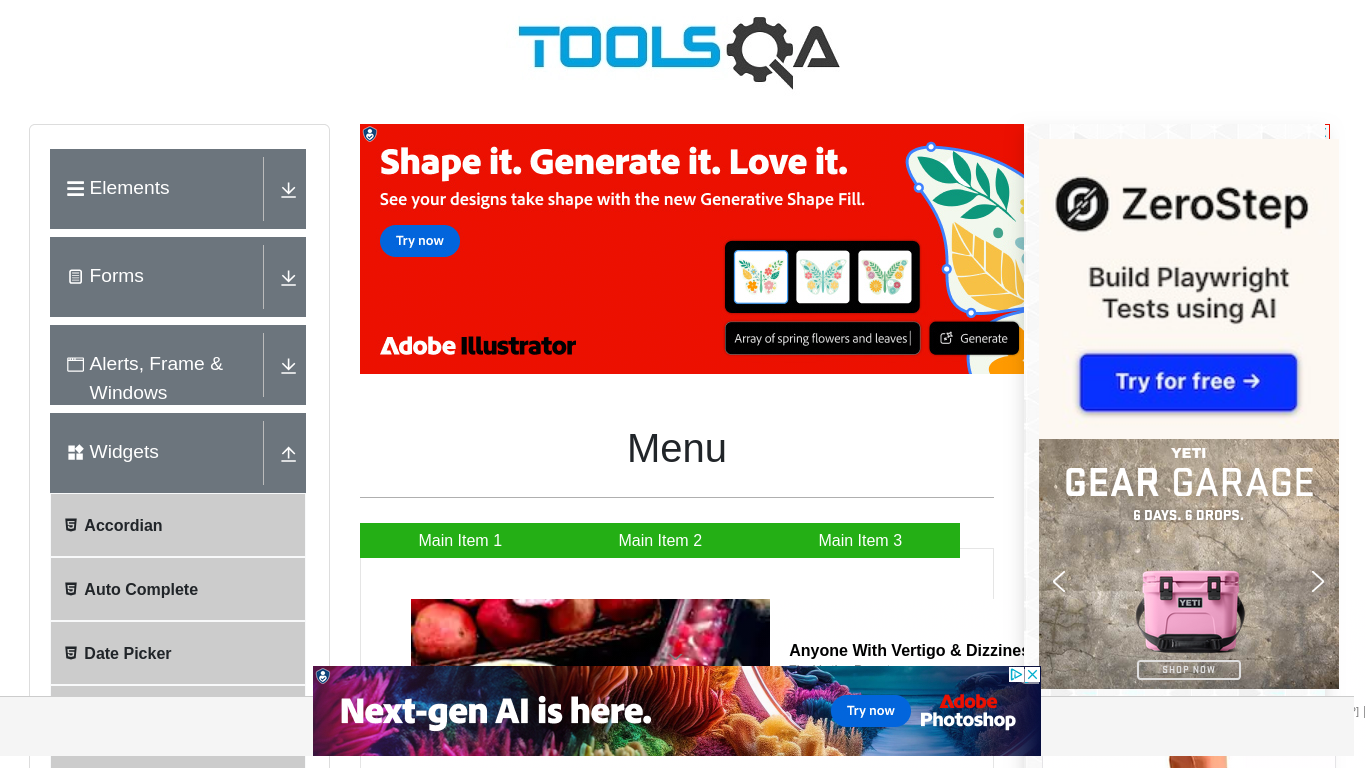 TOOLSQA
Elements
Forms
Alerts, Frame &
Windows
Widgets
Accordian
Auto Complete
Date Picker
Shape it. Generate it. Love it.
See your designs take shape with the new Generative Shape Fill.
Try now
Array of spring flowers and leaves
Generate
Adobe Illustrator
Menu
Main Item 1
Main Item 2
Main Item 3
Anyone With Vertigo & Dizzines
Next-gen AI is here.
Try now
Adobe
Photoshop
ZeroStep
Build Playwright
Tests using AI
Try for free →
YETI
GEAR GARAGE
6 DAYS. 6 DROPS.
YETI
SHOP NOW